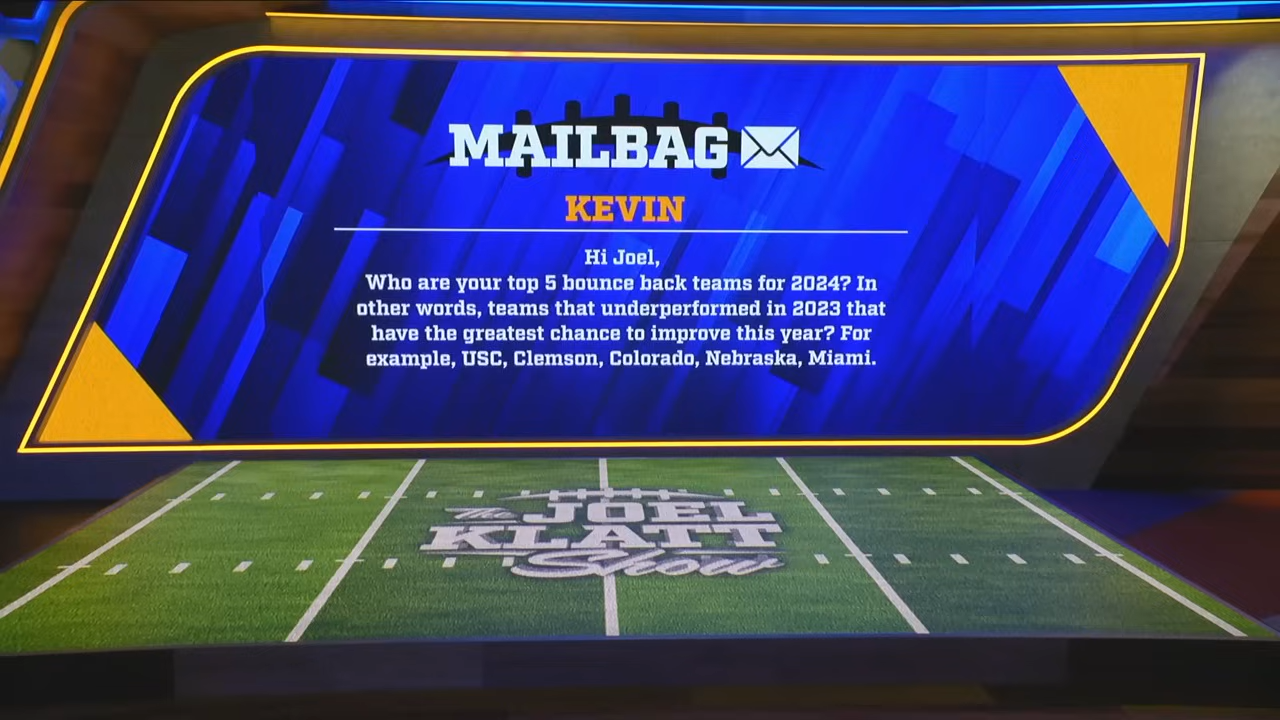 MAILBAG
KEVIN
Hi Joel,
Who are your top 5 bounce back teams for 2024? In
other words, teams that underperformed in 2023 that
have the greatest chance to improve this year? For
example, USC, Clemson, Colorado, Nebraska, Miami.
The JOEL
KLATT
Show